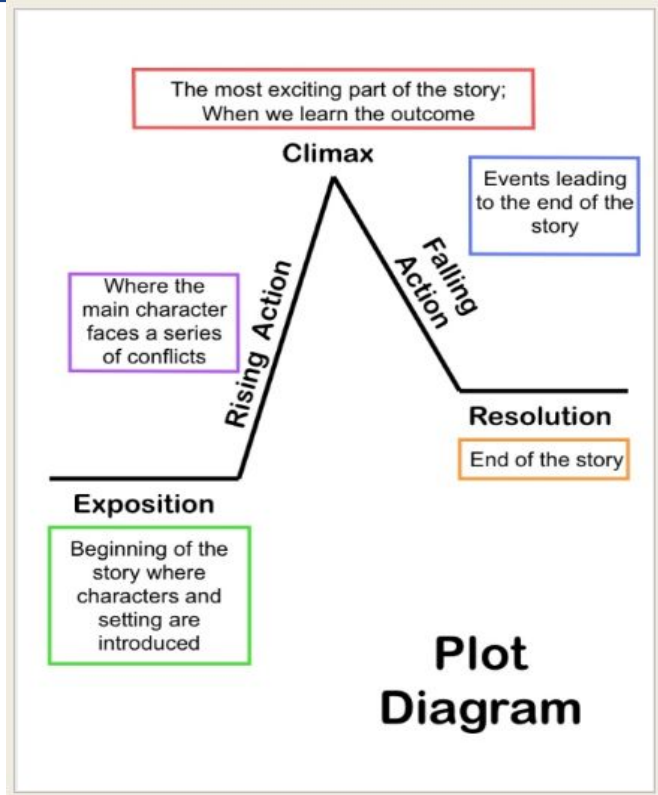 The most exciting part of the story;
When we learn the outcome
Climax
Events leading
to the end of the
story
Falling
Action
Where the
main character
faces a series
of conflicts
Rising Action
Resolution
End of the story
Exposition
Beginning of the
story where
characters and
setting are
introduced
Plot
Diagram